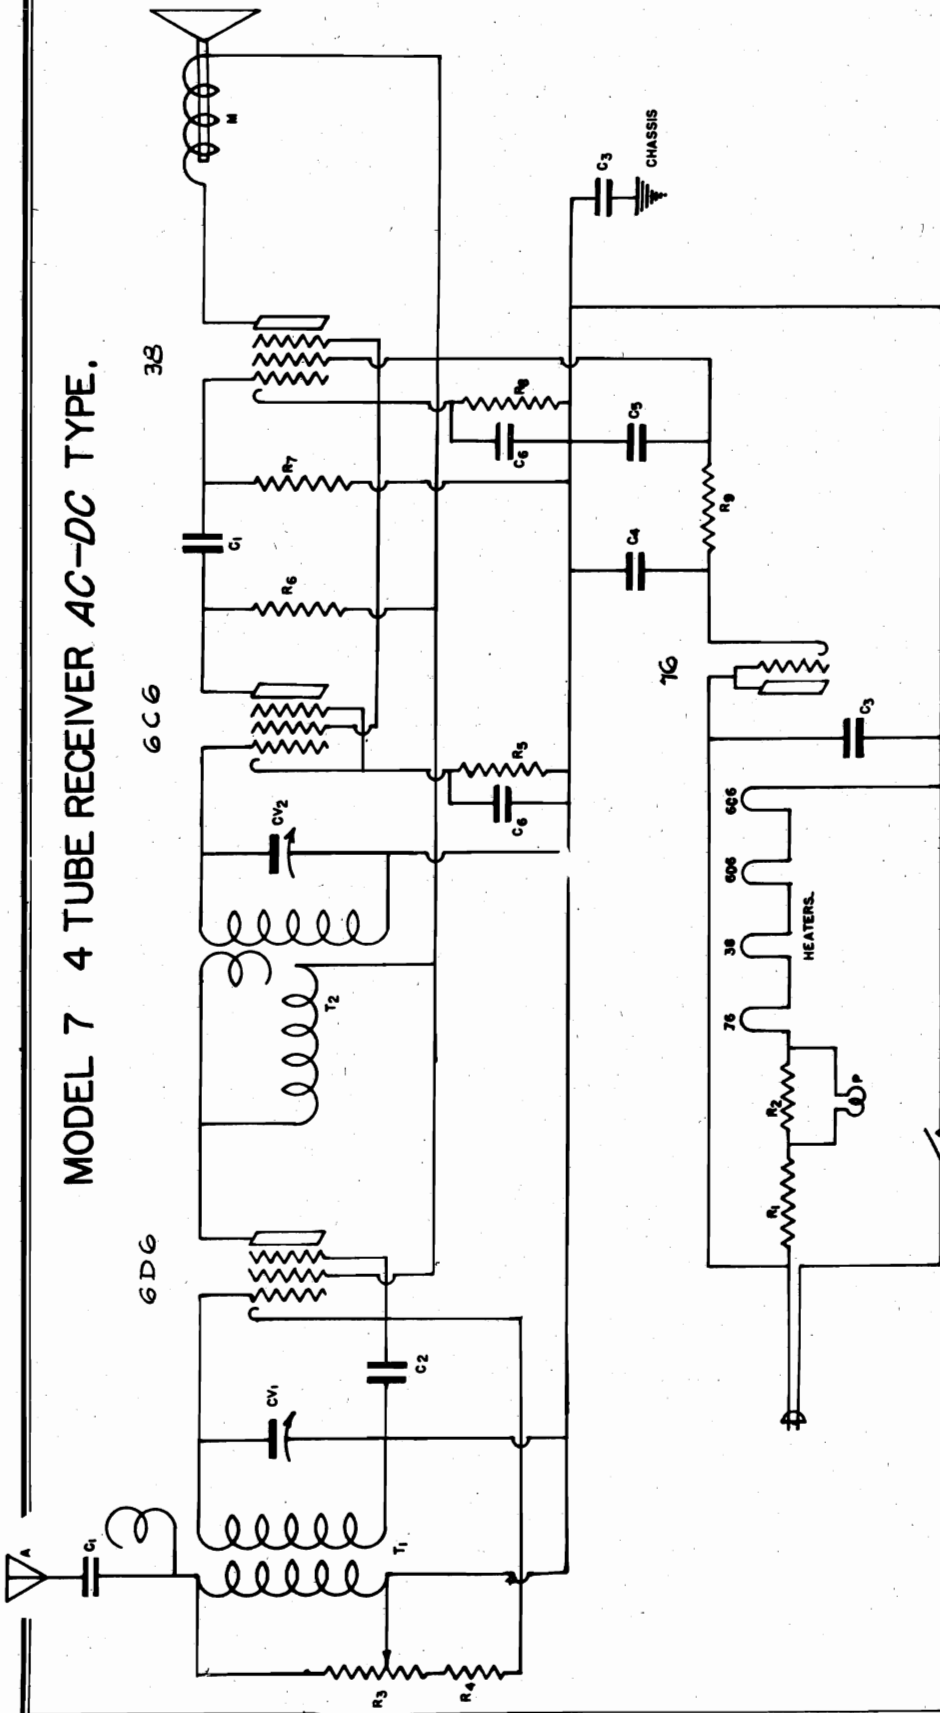 MODEL 7 4 TUBE RECEIVER AC-DC TYPE.
6D6
6C6
38
A
C1
T1
R3
R4
CV1
C2
T2
CV2
C6
R5
R6
C1
R7
C6
R8
M
C3
CHASSIS
C4
C5
R9
76
C3
76
38
6D6
6C6
HEATERS.
R1
R2
P